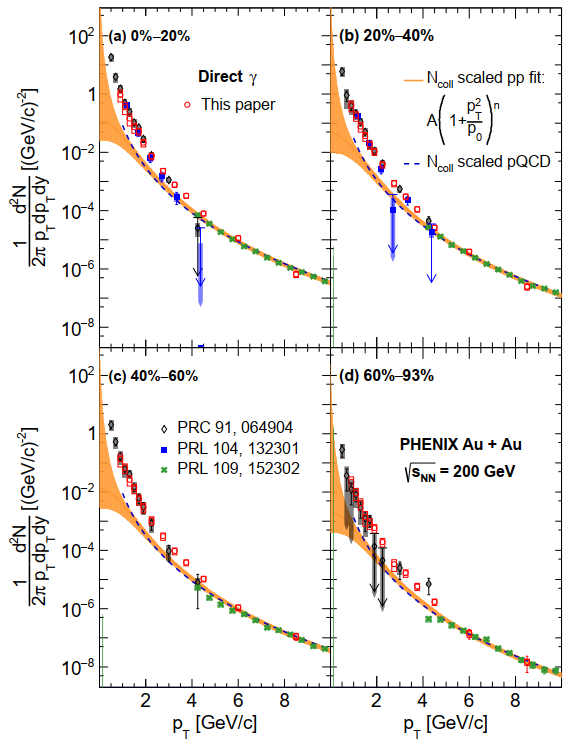 (a) 0%–20%
Direct γ
This paper
(b) 20%–40%
N_coll scaled pp fit:
A(1+p_T^2/p_0)^n
N_coll scaled pQCD
10^2
1
10^−2
10^−4
10^−6
10^−8
1/2π d^2N/p_T dp_T dy [(GeV/c)^−2]
(c) 40%–60%
PRC 91, 064904
PRL 104, 132301
PRL 109, 152302
(d) 60%–93%
PHENIX Au + Au
√s_NN = 200 GeV
10^2
1
10^−2
10^−4
10^−6
10^−8
1/2π d^2N/p_T dp_T dy [(GeV/c)^−2]
2 4 6 8
2 4 6 8
p_T [GeV/c]
p_T [GeV/c]